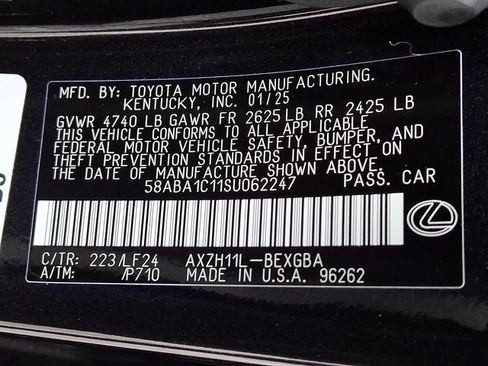 MFD. BY: TOYOTA MOTOR MANUFACTURING.
KENTUCKY, INC. 01/25
GVWR 4740 LB GAWR FR 2625 LB RR 2425 LB
THIS VEHICLE CONFORMS TO ALL APPLICABLE
FEDERAL MOTOR VEHICLE SAFETY, BUMPER, AND
THEFT PREVENTION STANDARDS IN EFFECT ON
THE DATE OF MANUFACTURE SHOWN ABOVE.
58ABA1C11SU062247 PASS. CAR
C/TR: 223/LF24 AXZH11L-BEXGBA
A/TM: /P710 MADE IN U.S.A. 96262